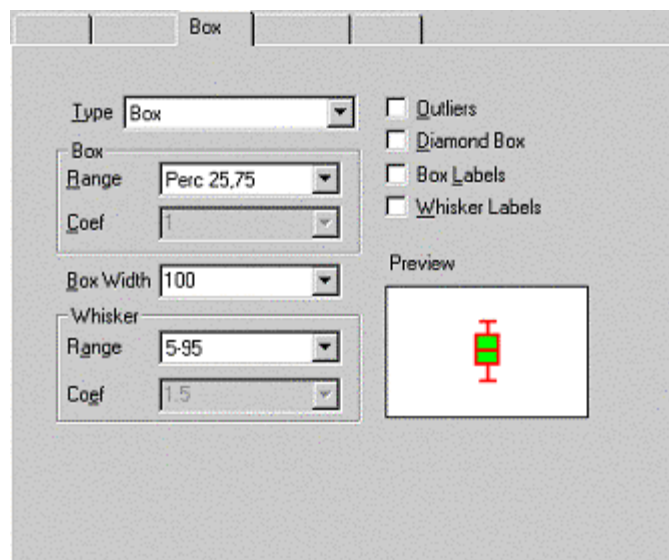 Box
Type Box
Box
Range Perc 25,75
Coef 1
Box Width 100
Whisker
Range 5-95
Coef 1.5
Outliers
Diamond Box
Box Labels
Whisker Labels
Preview